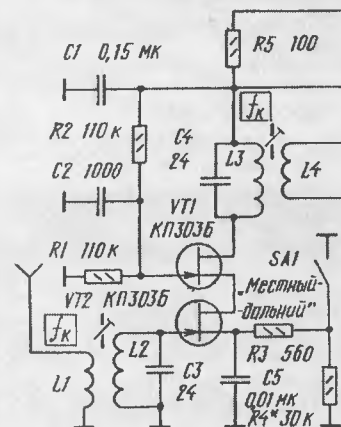 C1 0,15 мк
R5 100
R2 110 к
fк
C4
24
L3
L4
C2 1000
VT1
КП303Б
R1 110 к
SA1
VT2 КП303Б
„Местный-
дальний”
fк
L2
R3 560
L1
C3
24
C5
0,01 мк
R4* 30 к